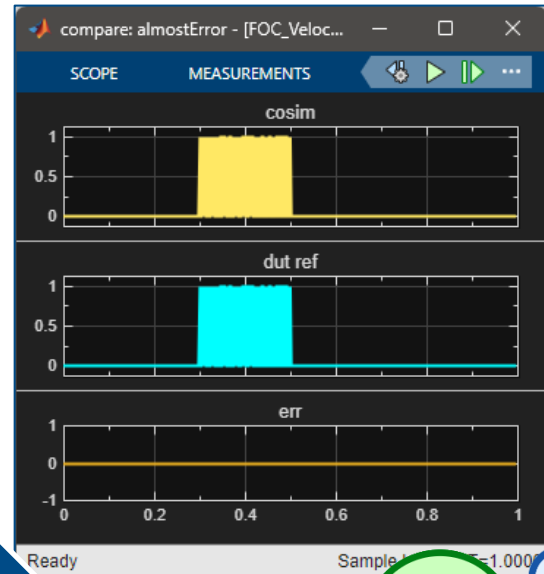 compare: almostError - [FOC_Veloc...
SCOPE MEASUREMENTS
cosim
1
0.5
0
dut ref
1
0.5
0
err
1
0
-1
0 0.2 0.4 0.6 0.8 1
Ready Sample =1.000